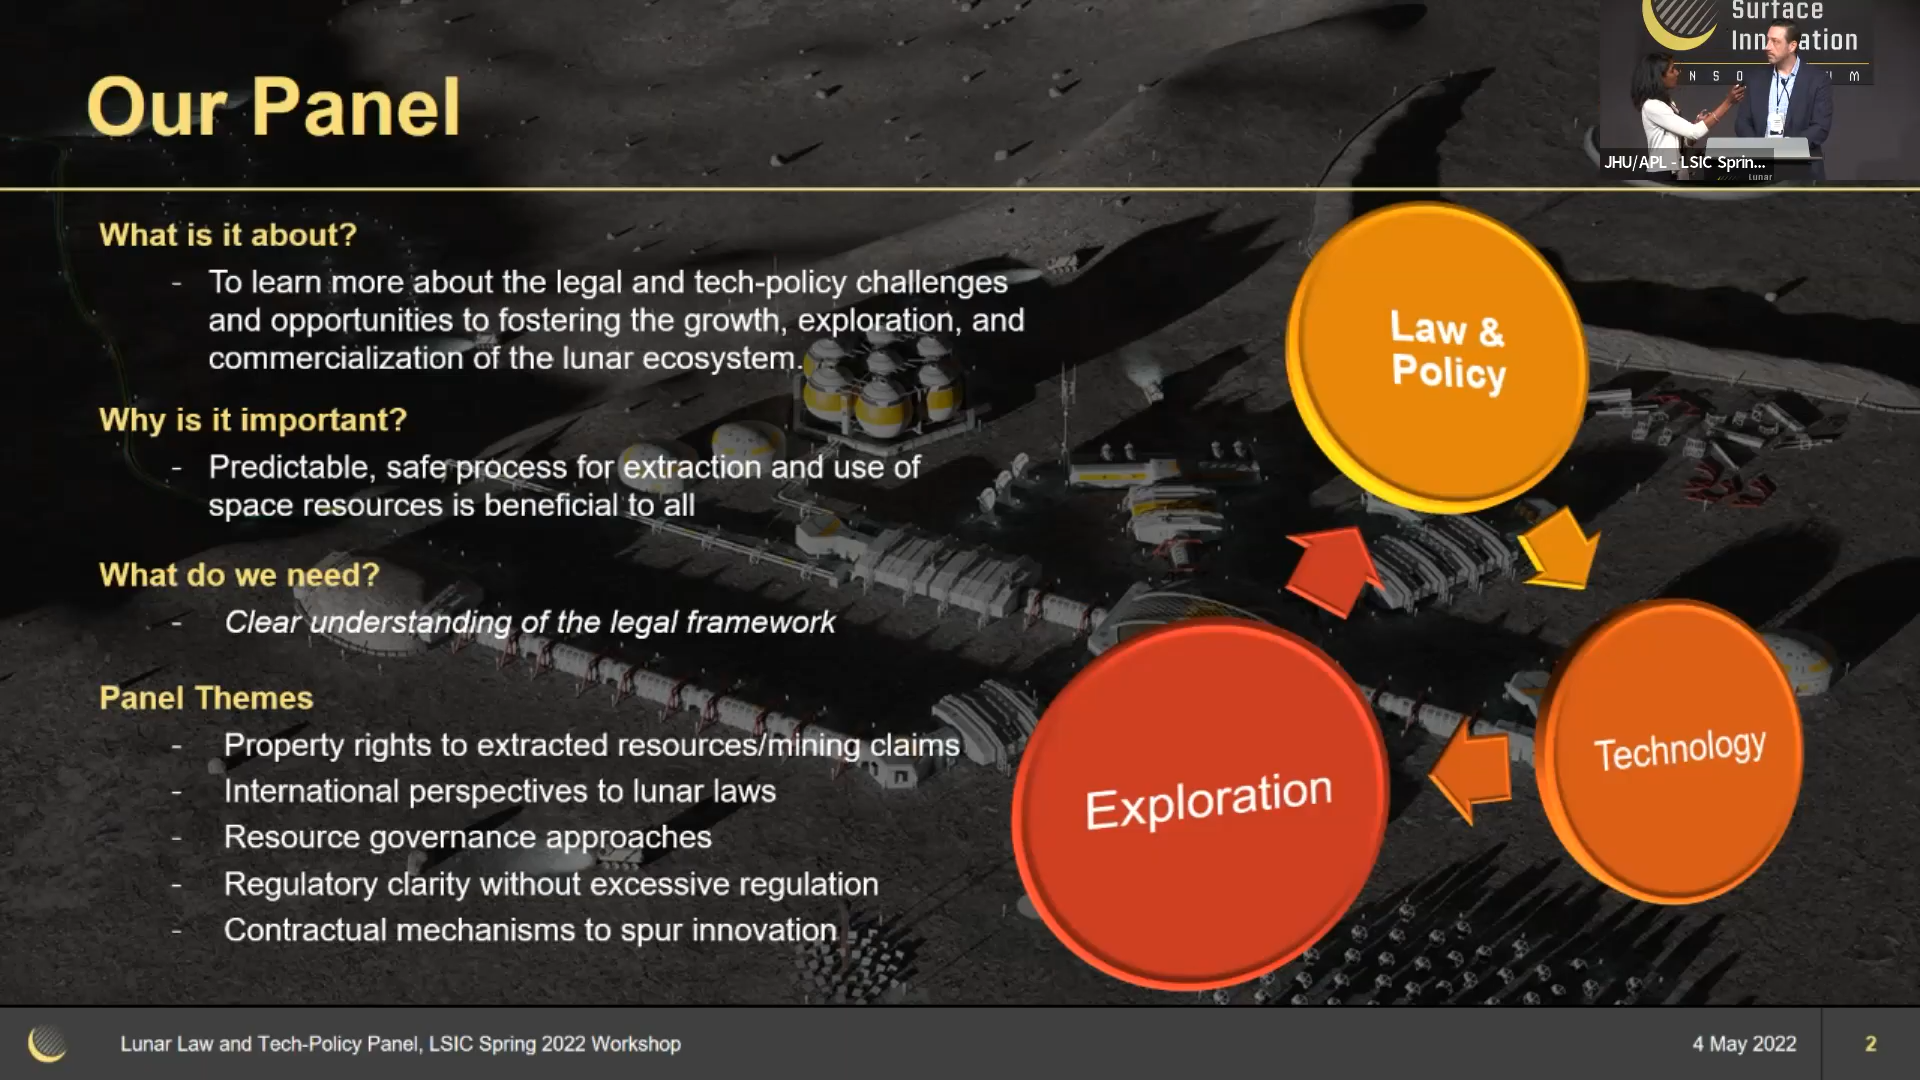 Our Panel
Surface
Inn ation
N S O M
JHU/APL - LSIC Sprin...
Lunar
What is it about?
- To learn more about the legal and tech-policy challenges
and opportunities to fostering the growth, exploration, and
commercialization of the lunar ecosystem.
Why is it important?
- Predictable, safe process for extraction and use of
space resources is beneficial to all
What do we need?
- Clear understanding of the legal framework
Panel Themes
- Property rights to extracted resources/mining claims
- International perspectives to lunar laws
- Resource governance approaches
- Regulatory clarity without excessive regulation
- Contractual mechanisms to spur innovation
Law &
Policy
Technology
Exploration
Lunar Law and Tech-Policy Panel, LSIC Spring 2022 Workshop
4 May 2022
2